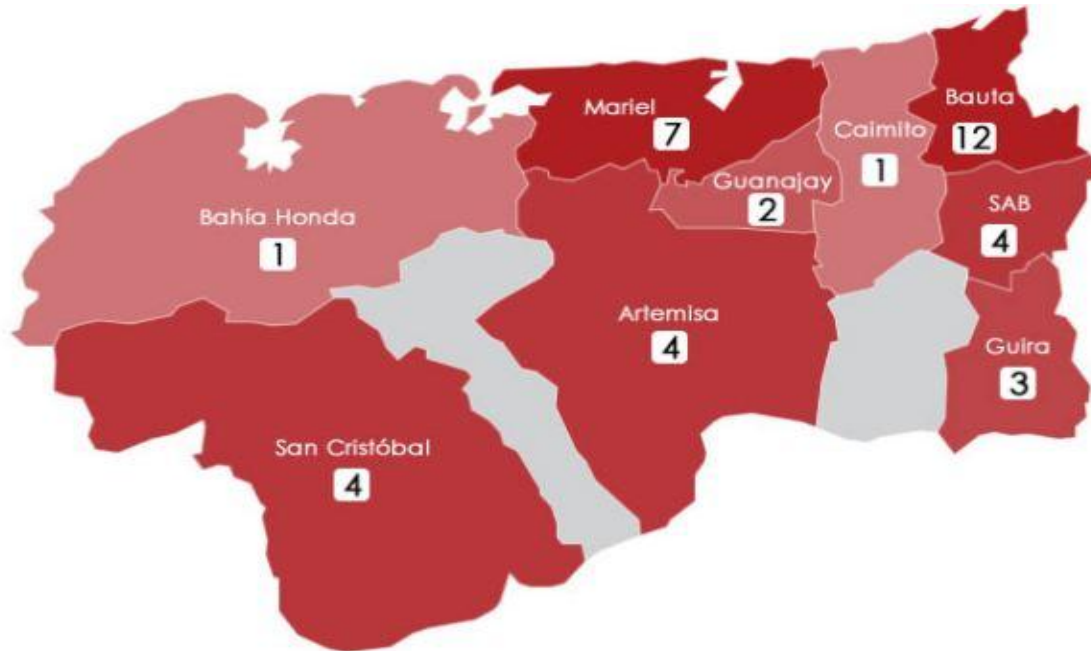 Bauta
12
Mariel
7
Caimito
1
Guanajay
2
SAB
4
Bahía Honda
1
Artemisa
4
Guira
3
San Cristóbal
4